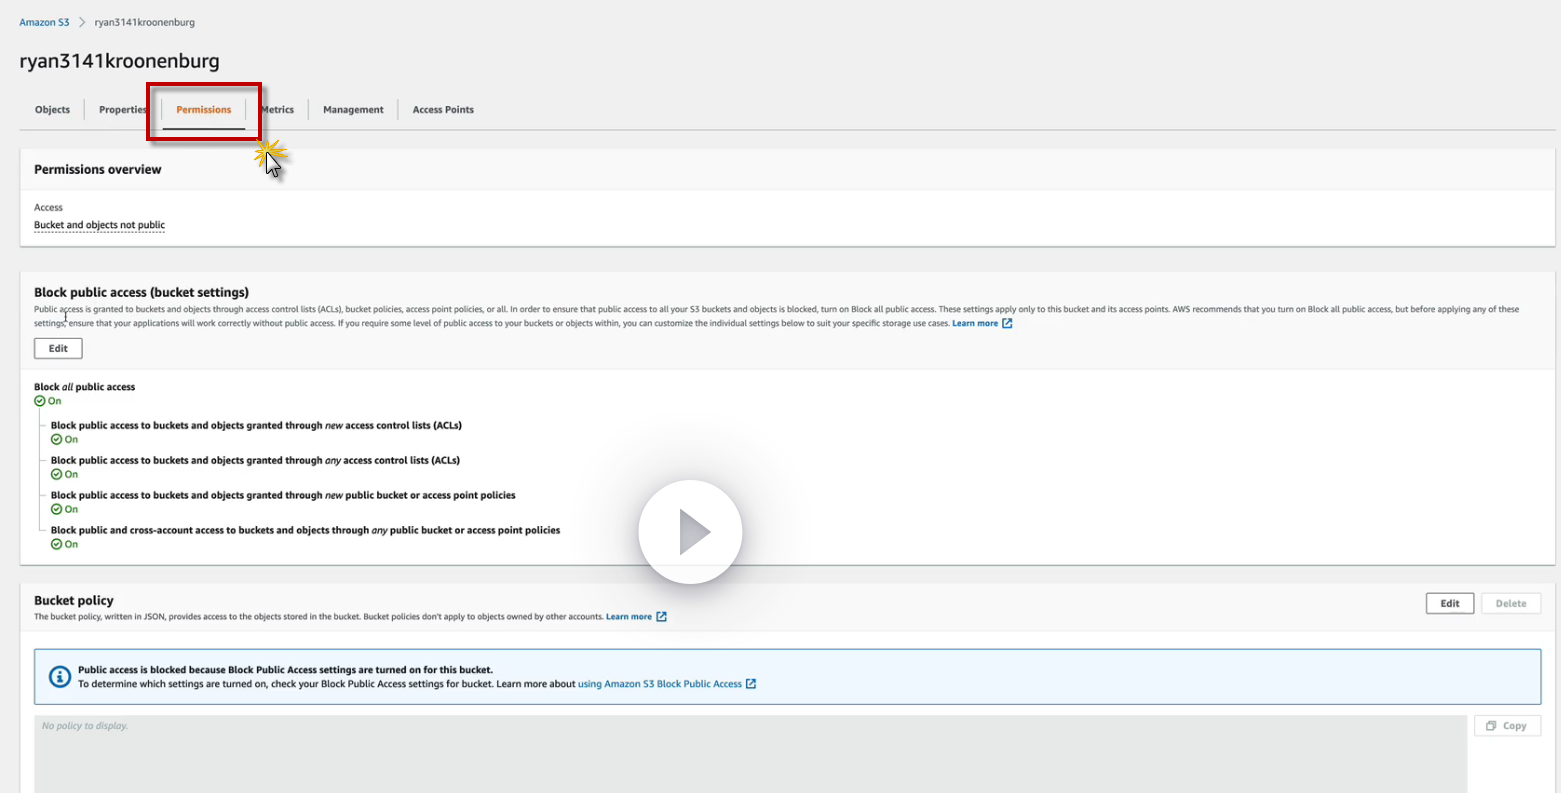 Amazon S3 > ryan3141kroonenburg
ryan3141kroonenburg
Objects Properties Permissions Metrics Management Access Points
Permissions overview
Access
Bucket and objects not public
Block public access (bucket settings)
Public access is granted to buckets and objects through access control lists (ACLs), bucket policies, access point policies, or all. In order to ensure that public access to all your S3 buckets and objects is blocked, turn on Block all public access. These settings apply only to this bucket and its access points. AWS recommends that you turn on Block all public access, but before applying any of these
settings, ensure that your applications will work correctly without public access. If you require some level of public access to your buckets or objects within, you can customize the individual settings below to suit your specific storage use cases. Learn more
Edit
Block all public access
On
Block public access to buckets and objects granted through new access control lists (ACLs)
On
Block public access to buckets and objects granted through any access control lists (ACLs)
On
Block public access to buckets and objects granted through new public bucket or access point policies
On
Block public and cross-account access to buckets and objects through any public bucket or access point policies
On
Bucket policy
Edit Delete
The bucket policy, written in JSON, provides access to the objects stored in the bucket. Bucket policies don't apply to objects owned by other accounts. Learn more
Public access is blocked because Block Public Access settings are turned on for this bucket.
To determine which settings are turned on, check your Block Public Access settings for bucket. Learn more about using Amazon S3 Block Public Access
No policy to display.
Copy